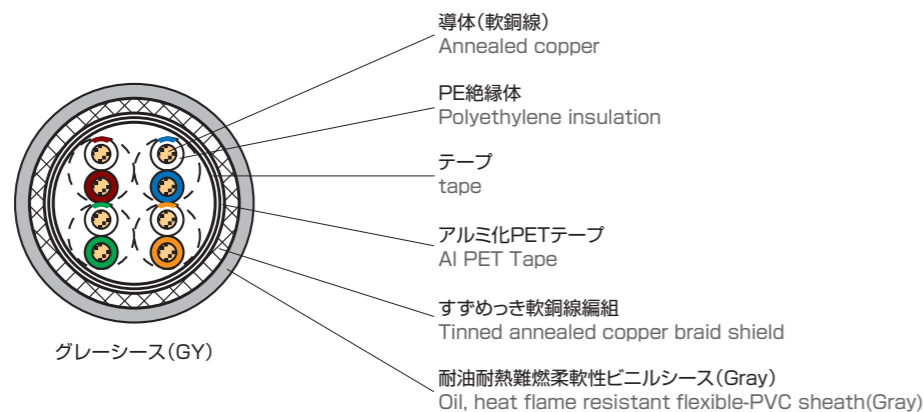 導体(軟銅線)
Annealed copper
PE絶縁体
Polyethylene insulation
テープ
tape
アルミ化PETテープ
Al PET Tape
すずめっき軟銅線編組
Tinned annealed copper braid shield
グレーシース(GY)
耐油耐熱難燃柔軟性ビニルシース(Gray)
Oil, heat flame resistant flexible-PVC sheath(Gray)